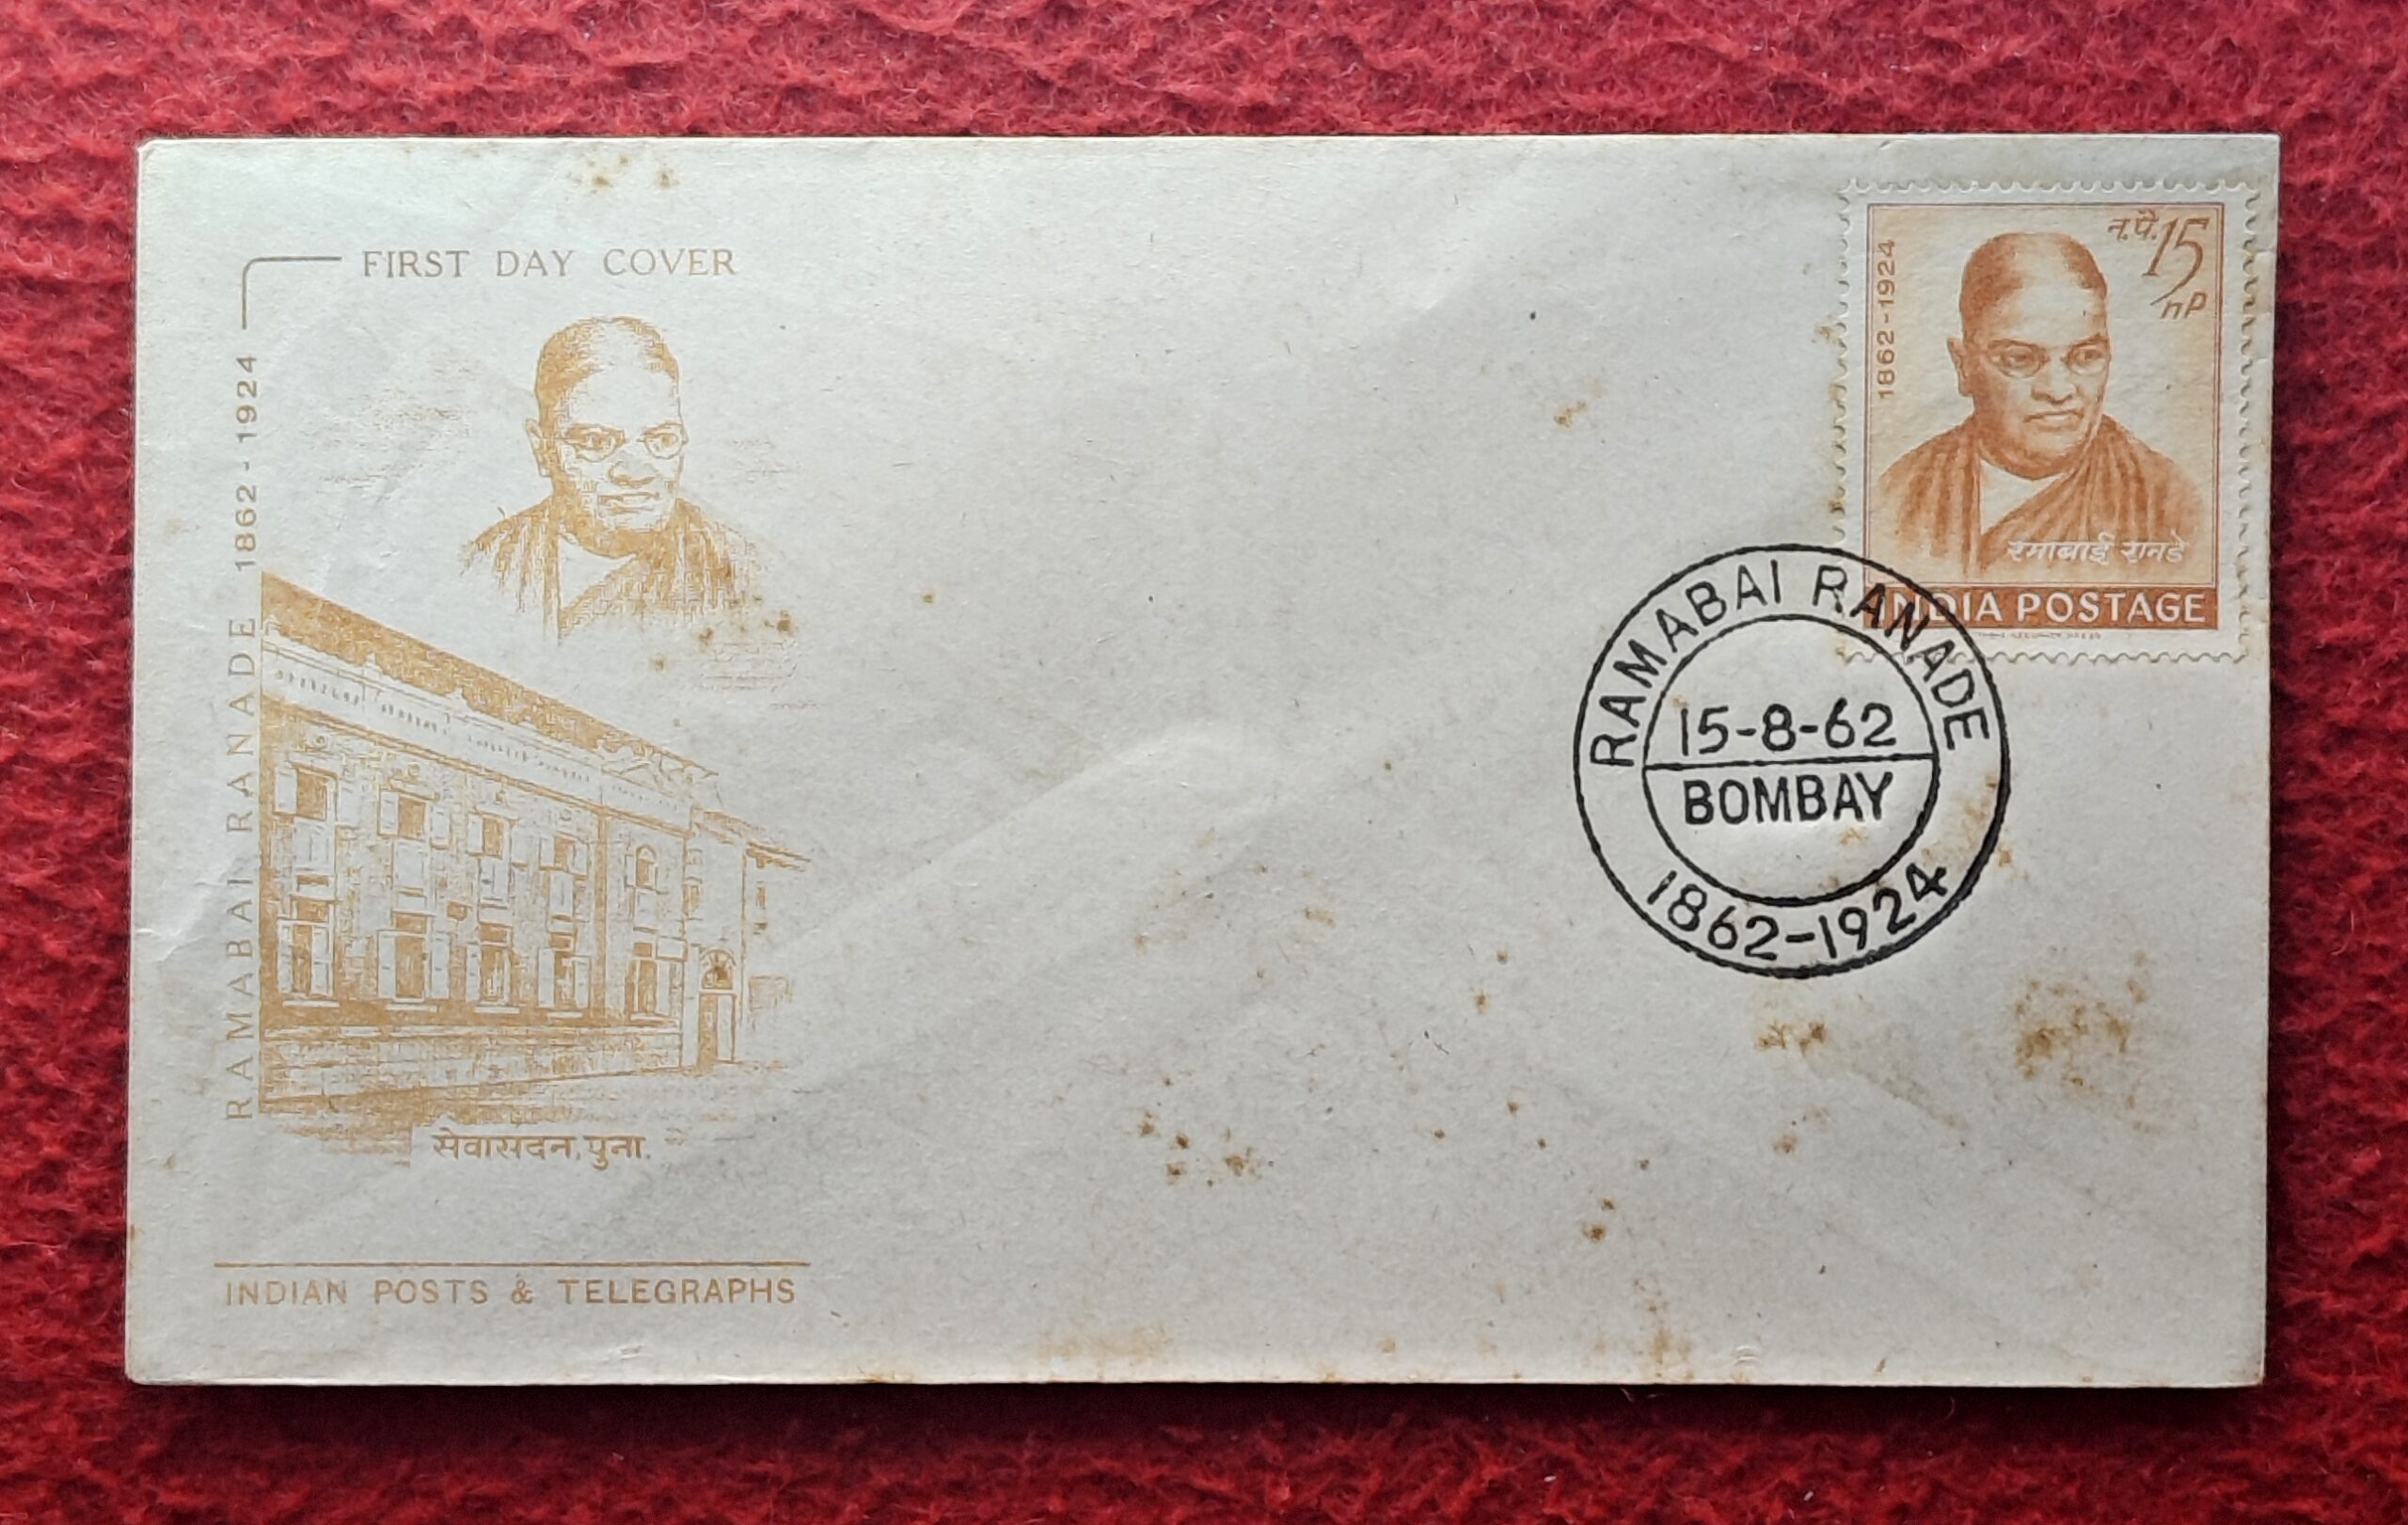 FIRST DAY COVER
RAMABAI RANADE 1862-1924
सेवासदन, पुना.
INDIAN POSTS & TELEGRAPHS
1862-1924
न.पै. 15
nP
रमाबाई रानडे
INDIA POSTAGE
RAMABAI RANADE
15-8-62
BOMBAY
1862-1924